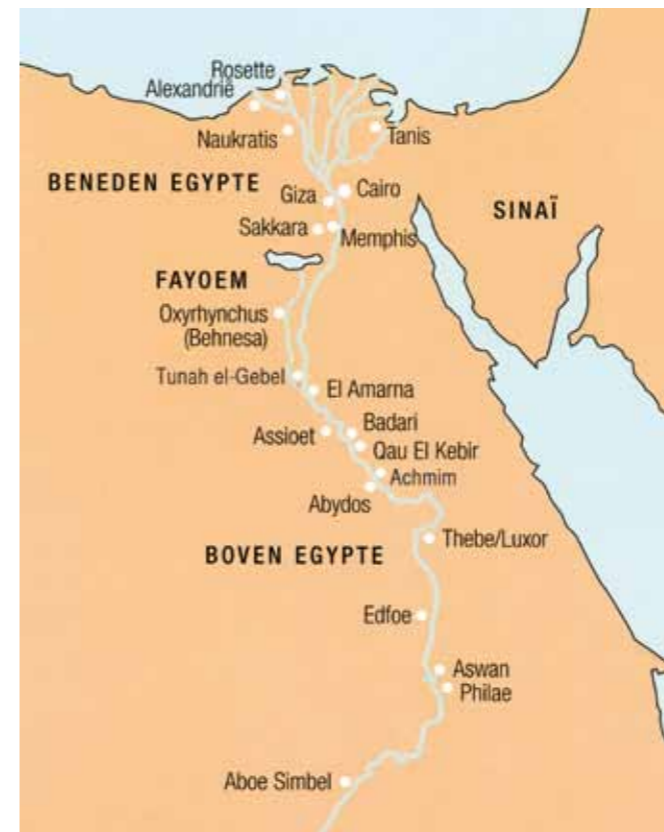 Rosette
Alexandrië
Naukratis
Tanis
BENEDEN EGYPTE
Giza
Cairo
SINAÏ
Sakkara
Memphis
FAYOEM
Oxyrhynchus
(Behnesa)
Tunah el-Gebel
El Amarna
Badari
Assioet
Qau El Kebir
Achmim
Abydos
Thebe/Luxor
BOVEN EGYPTE
Edfoe
Aswan
Philae
Aboe Simbel